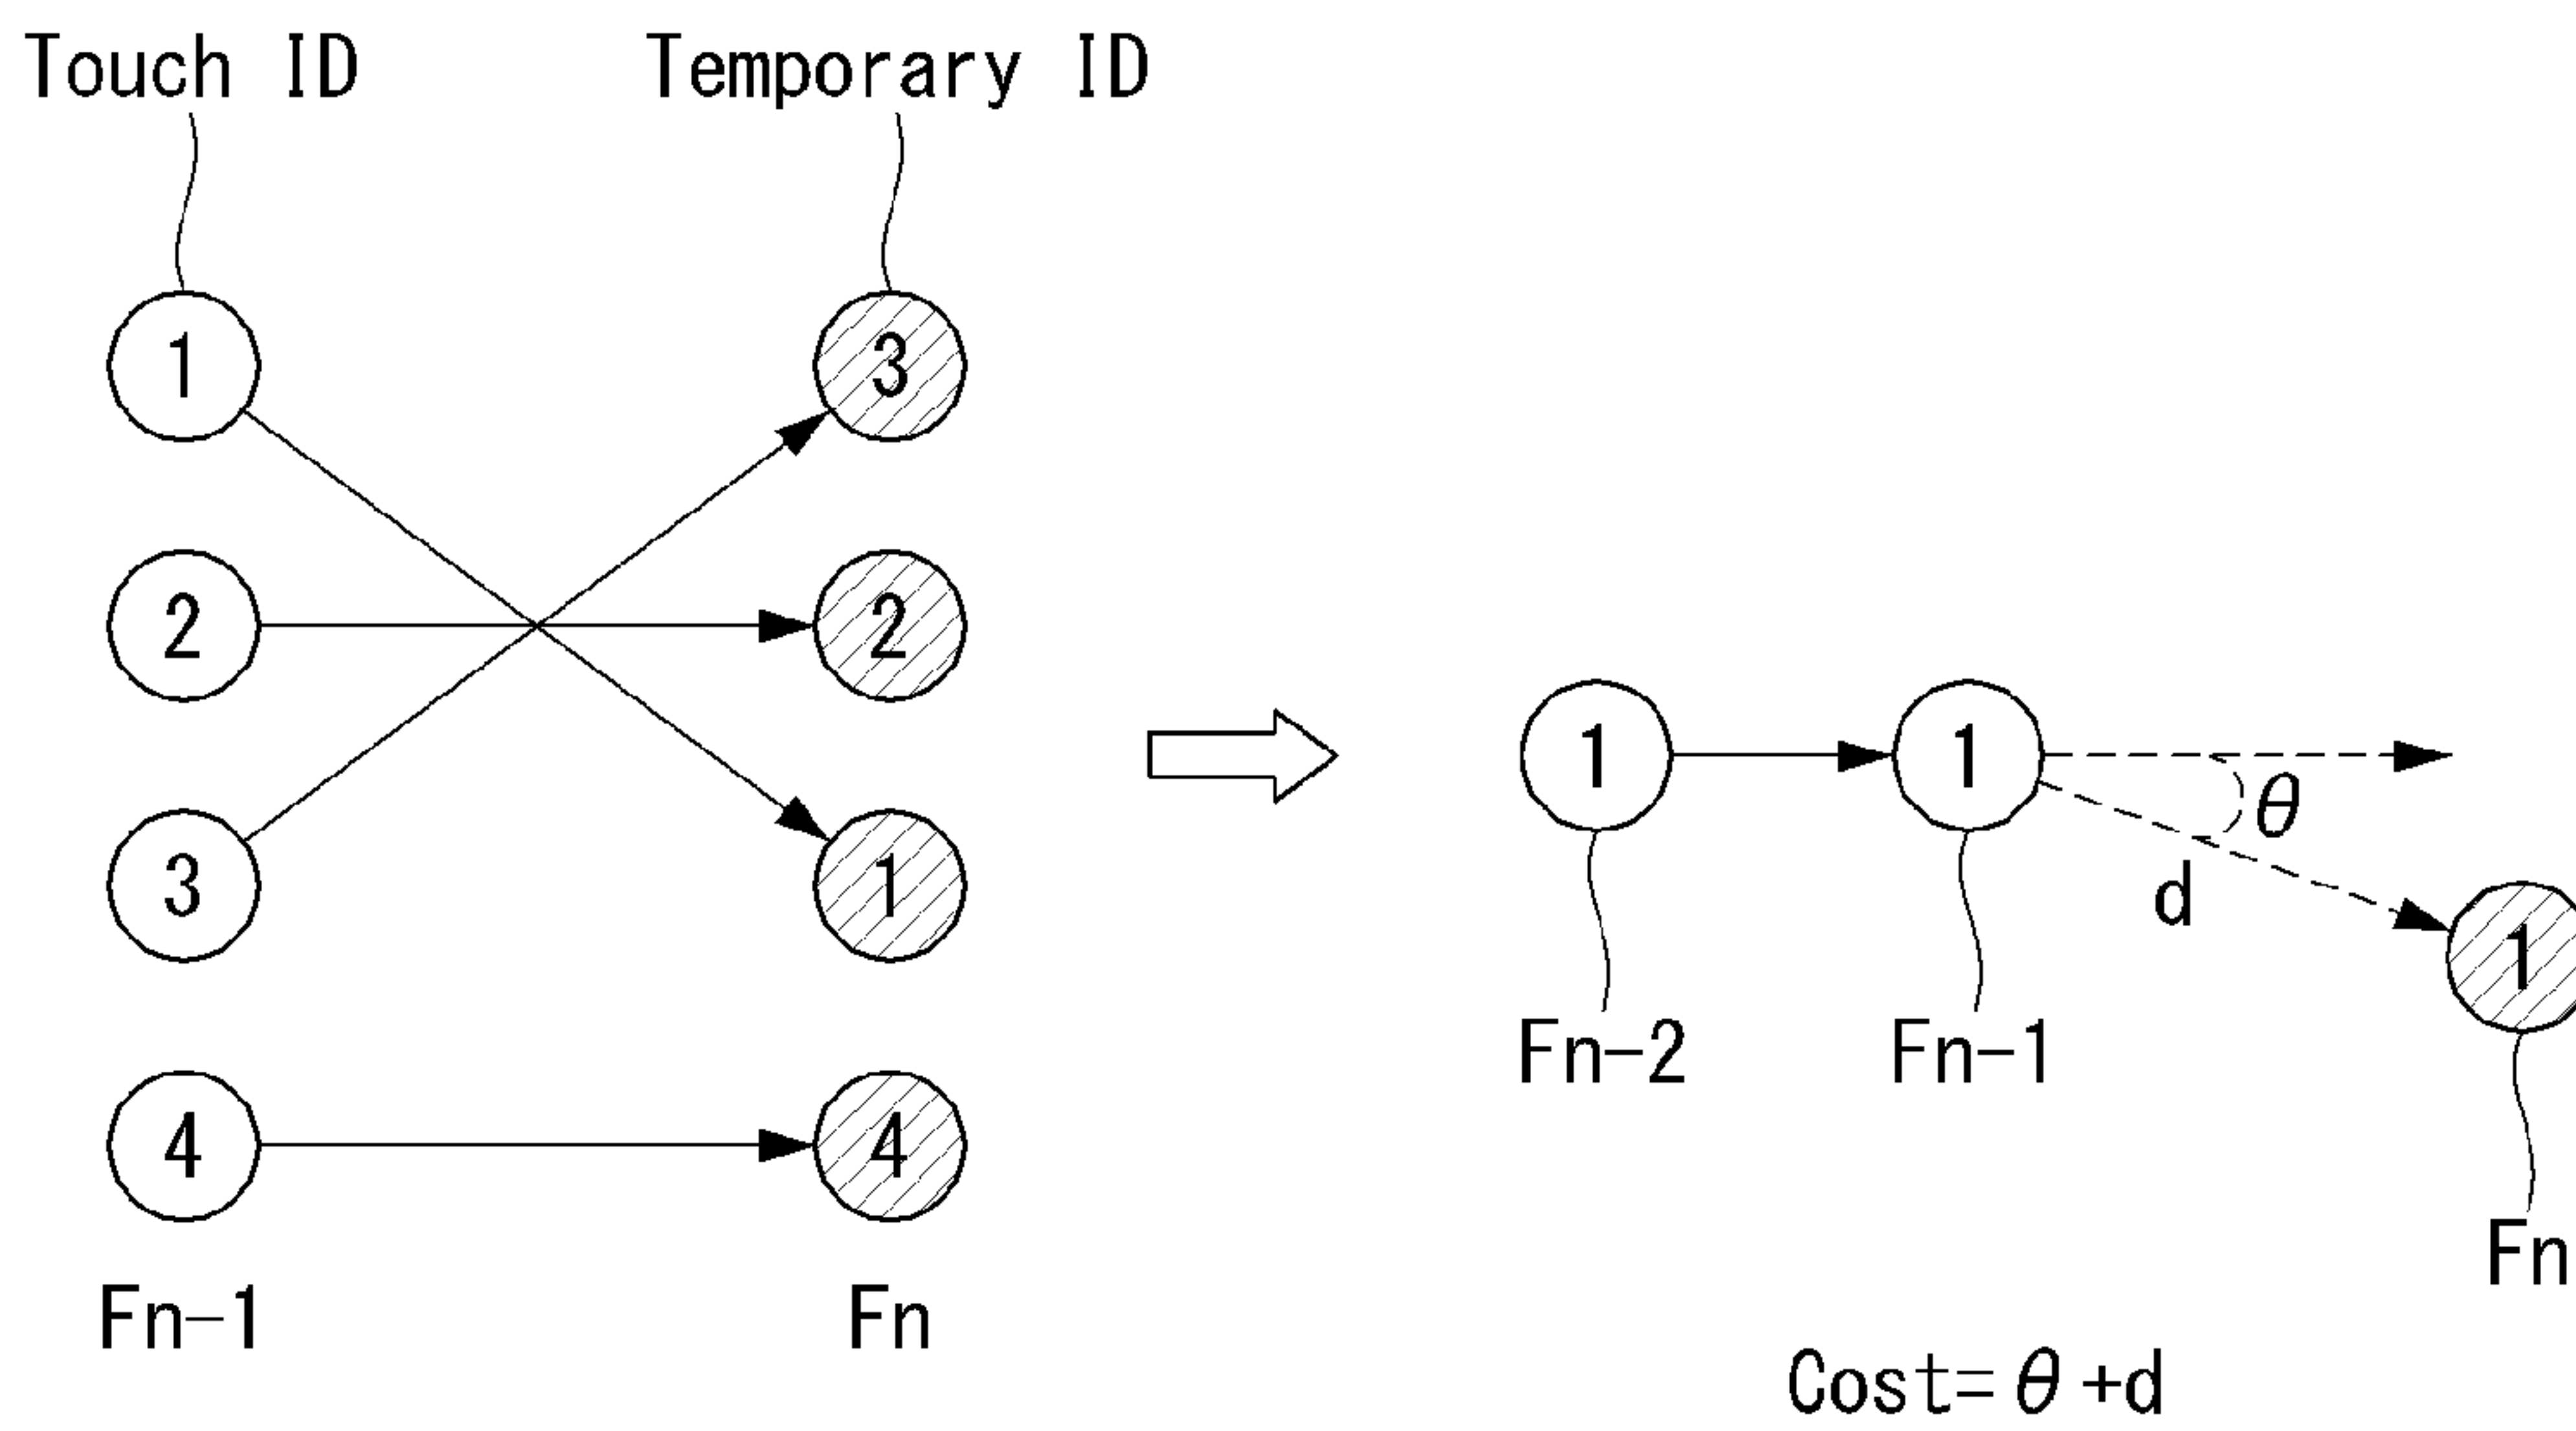 Touch ID
Temporary ID
1
3
2
2
3
1
4
4
Fn-1
Fn
1
1
θ
d
1
Fn-2
Fn-1
Fn
Cost= θ +d